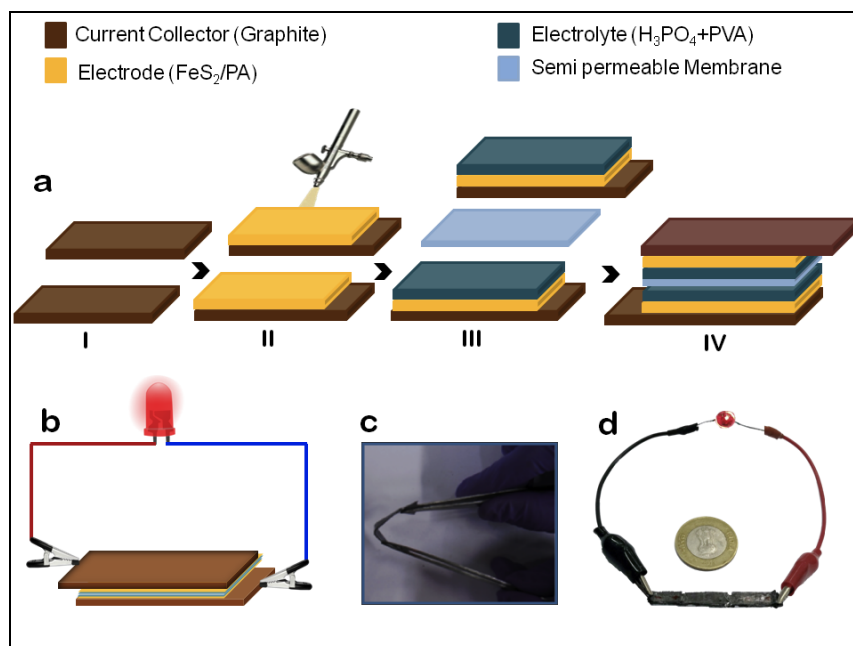 Current Collector (Graphite)
Electrolyte (H₃PO₄+PVA)
Electrode (FeS₂/PA)
Semi permeable Membrane
a
I
II
III
IV
b
c
d